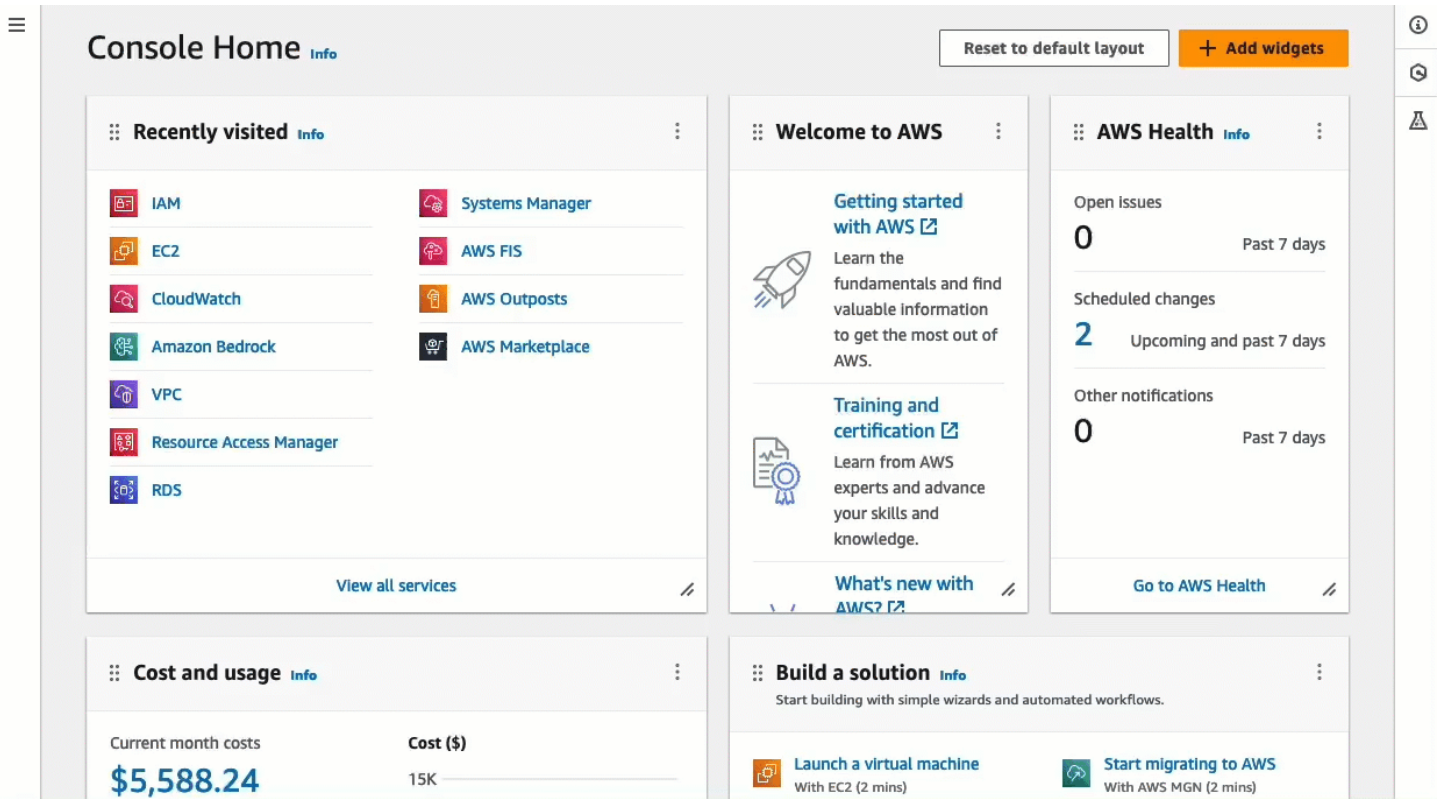 Console Home Info
Reset to default layout
+ Add widgets
Recently visited Info
IAM
EC2
CloudWatch
Amazon Bedrock
VPC
Resource Access Manager
RDS
Systems Manager
AWS FIS
AWS Outposts
AWS Marketplace
View all services
Welcome to AWS
Getting started
with AWS
Learn the
fundamentals and find
valuable information
to get the most out of
AWS.
Training and
certification
Learn from AWS
experts and advance
your skills and
knowledge.
What's new with
AWS?
AWS Health Info
Open issues
0 Past 7 days
Scheduled changes
2 Upcoming and past 7 days
Other notifications
0 Past 7 days
Go to AWS Health
Cost and usage Info
Current month costs
$5,588.24
Cost ($)
15K
Build a solution Info
Start building with simple wizards and automated workflows.
Launch a virtual machine
With EC2 (2 mins)
Start migrating to AWS
With AWS MGN (2 mins)